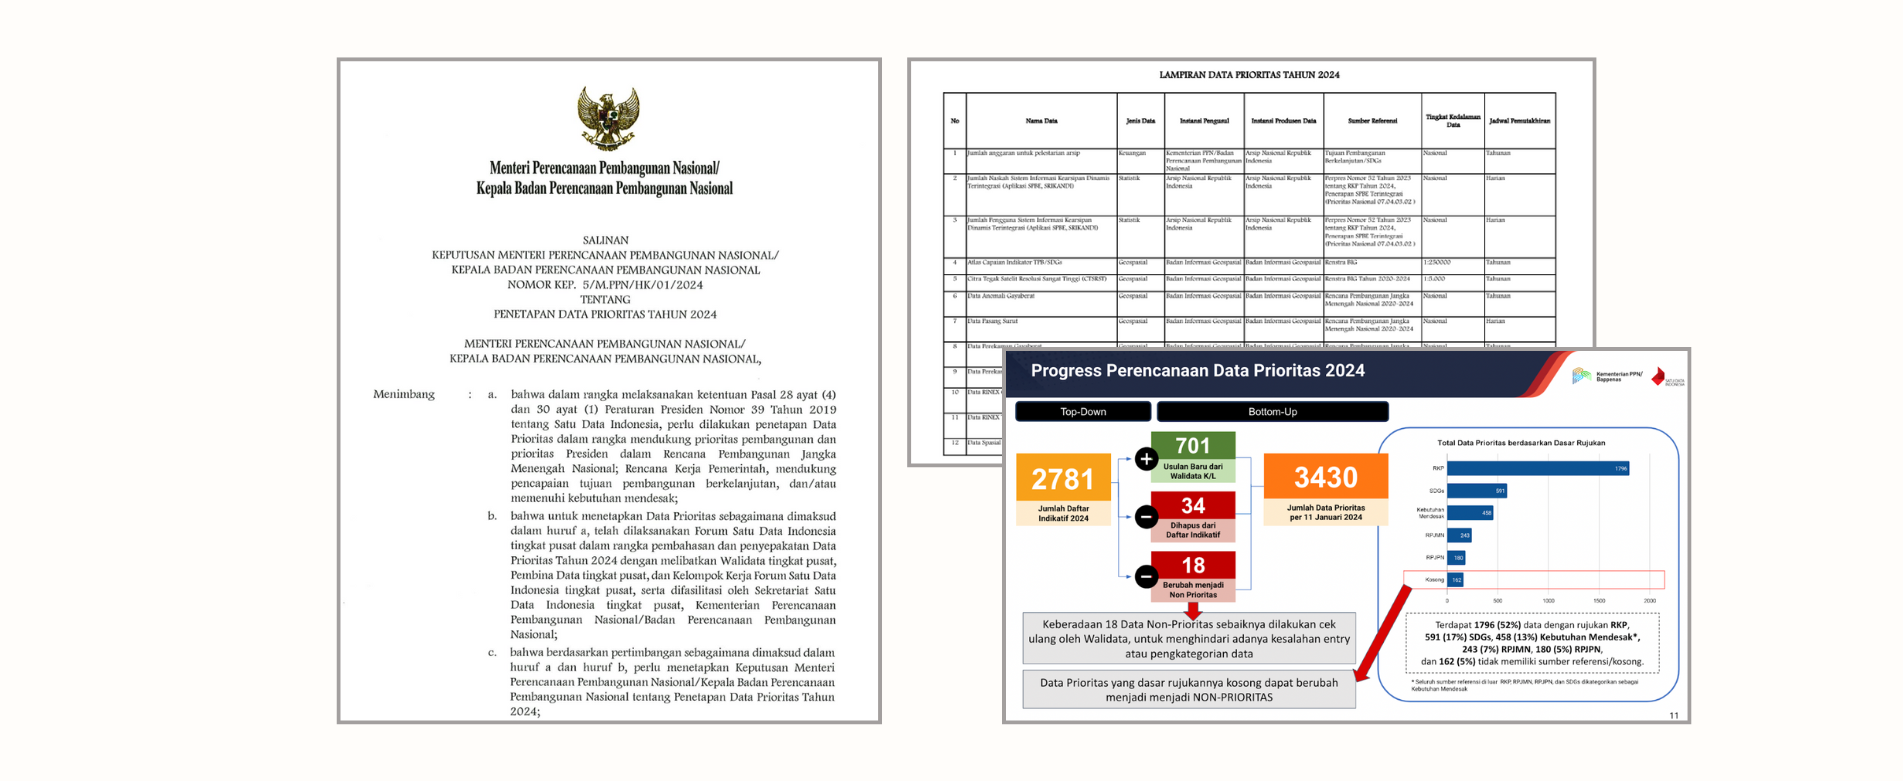 Menteri Perencanaan Pembangunan Nasional/
Kepala Badan Perencanaan Pembangunan Nasional
SALINAN
KEPUTUSAN MENTERI PERENCANAAN PEMBANGUNAN NASIONAL/
KEPALA BADAN PERENCANAAN PEMBANGUNAN NASIONAL
NOMOR KEP. 5/M.PPN/HK/01/2024
TENTANG
PENETAPAN DATA PRIORITAS TAHUN 2024
MENTERI PERENCANAAN PEMBANGUNAN NASIONAL/
KEPALA BADAN PERENCANAAN PEMBANGUNAN NASIONAL,
Menimbang : a. bahwa dalam rangka melaksanakan ketentuan Pasal 28 ayat (4)
dan 30 ayat (1) Peraturan Presiden Nomor 39 Tahun 2019
tentang Satu Data Indonesia, perlu dilakukan penetapan Data
Prioritas dalam rangka mendukung prioritas pembangunan dan
prioritas Presiden dalam Rencana Pembangunan Jangka
Menengah Nasional; Rencana Kerja Pemerintah, mendukung
pencapaian tujuan pembangunan berkelanjutan, dan/atau
memenuhi kebutuhan mendesak;
b. bahwa untuk menetapkan Data Prioritas sebagaimana dimaksud
dalam huruf a, telah dilaksanakan Forum Satu Data Indonesia
tingkat pusat dalam rangka pembahasan dan penyepakatan Data
Prioritas Tahun 2024 dengan melibatkan Walidata tingkat pusat,
Pembina Data tingkat pusat, dan Kelompok Kerja Forum Satu Data
Indonesia tingkat pusat, serta difasilitasi oleh Sekretariat Satu
Data Indonesia tingkat pusat, Kementerian Perencanaan
Pembangunan Nasional/Badan Perencanaan Pembangunan
Nasional;
c. bahwa berdasarkan pertimbangan sebagaimana dimaksud dalam
huruf a dan huruf b, perlu menetapkan Keputusan Menteri
Perencanaan Pembangunan Nasional/Kepala Badan Perencanaan
Pembangunan Nasional tentang Penetapan Data Prioritas Tahun
2024;
LAMPIRAN DATA PRIORITAS TAHUN 2024
No Nama Data Jenis Data Instansi Pengusul Instansi Produsen Data Sumber Referensi Tingkat Kedalaman Data Jadwal Pemutakhiran
1 Jumlah anggaran untuk pelestarian arsip Keuangan Kementerian PPN/Badan Perencanaan Pembangunan Nasional Arsip Nasional Republik Indonesia Tujuan Pembangunan Berkelanjutan/SDGs Nasional Tahunan
2 Jumlah Naskah Sistem Informasi Kearsipan Dinamis Terintegrasi (Aplikasi SPBE, SRIKANDI) Statistik Arsip Nasional Republik Indonesia Arsip Nasional Republik Indonesia Perpres Nomor 52 Tahun 2023 tentang RKP Tahun 2024, Penerapan SPBE Terintegrasi (Prioritas Nasional 07.04.03.02) Nasional Harian
3 Jumlah Pengguna Sistem Informasi Kearsipan Dinamis Terintegrasi (Aplikasi SPBE, SRIKANDI) Statistik Arsip Nasional Republik Indonesia Arsip Nasional Republik Indonesia Perpres Nomor 52 Tahun 2023 tentang RKP Tahun 2024, Penerapan SPBE Terintegrasi (Prioritas Nasional 07.04.03.02) Nasional Harian
4 Atlas Capaian Indikator TPB/SDGs Geospasial Badan Informasi Geospasial Badan Informasi Geospasial Renstra BIG 1:250000 Tahunan
5 Citra Tegak Satelit Resolusi Sangat Tinggi (CTSRST) Geospasial Badan Informasi Geospasial Badan Informasi Geospasial Renstra BIG Tahun 2020-2024 1:5.000 Tahunan
6 Data Anomali Gayaberat Geospasial Badan Informasi Geospasial Badan Informasi Geospasial Rencana Pembangunan Jangka Menengah Nasional 2020-2024 Nasional Tahunan
7 Data Pasang Surut Geospasial Badan Informasi Geospasial Badan Informasi Geospasial Rencana Pembangunan Jangka Menengah Nasional 2020-2024 Nasional Harian
8
9
10 Data RINEX
11 Data RINEX
12 Data Spasial
Progress Perencanaan Data Prioritas 2024
Kementerian PPN/
Bappenas
Top-Down
Bottom-Up
2781
Jumlah Daftar
Indikatif 2024
+
701
Usulan Baru dari
Walidata K/L
−
34
Dihapus dari
Daftar Indikatif
−
18
Berubah menjadi
Non Prioritas
3430
Jumlah Data Prioritas
per 11 Januari 2024
Keberadaan 18 Data Non-Prioritas sebaiknya dilakukan cek
ulang oleh Walidata, untuk menghindari adanya kesalahan entry
atau pengkategorian data
Data Prioritas yang dasar rujukannya kosong dapat berubah
menjadi menjadi NON-PRIORITAS
Total Data Prioritas berdasarkan Dasar Rujukan
RKP 1796
SDGs 591
Kebutuhan
Mendesak 458
RPJMN 243
RPJPN 180
Kosong 162
0 500 1000 1500 2000
Terdapat 1796 (52%) data dengan rujukan RKP,
591 (17%) SDGs, 458 (13%) Kebutuhan Mendesak*,
243 (7%) RPJMN, 180 (5%) RPJPN,
dan 162 (5%) tidak memiliki sumber referensi/kosong.
* Seluruh sumber referensi di luar RKP, RPJMN, RPJPN, dan SDGs dikategorikan sebagai
Kebutuhan Mendesak
11